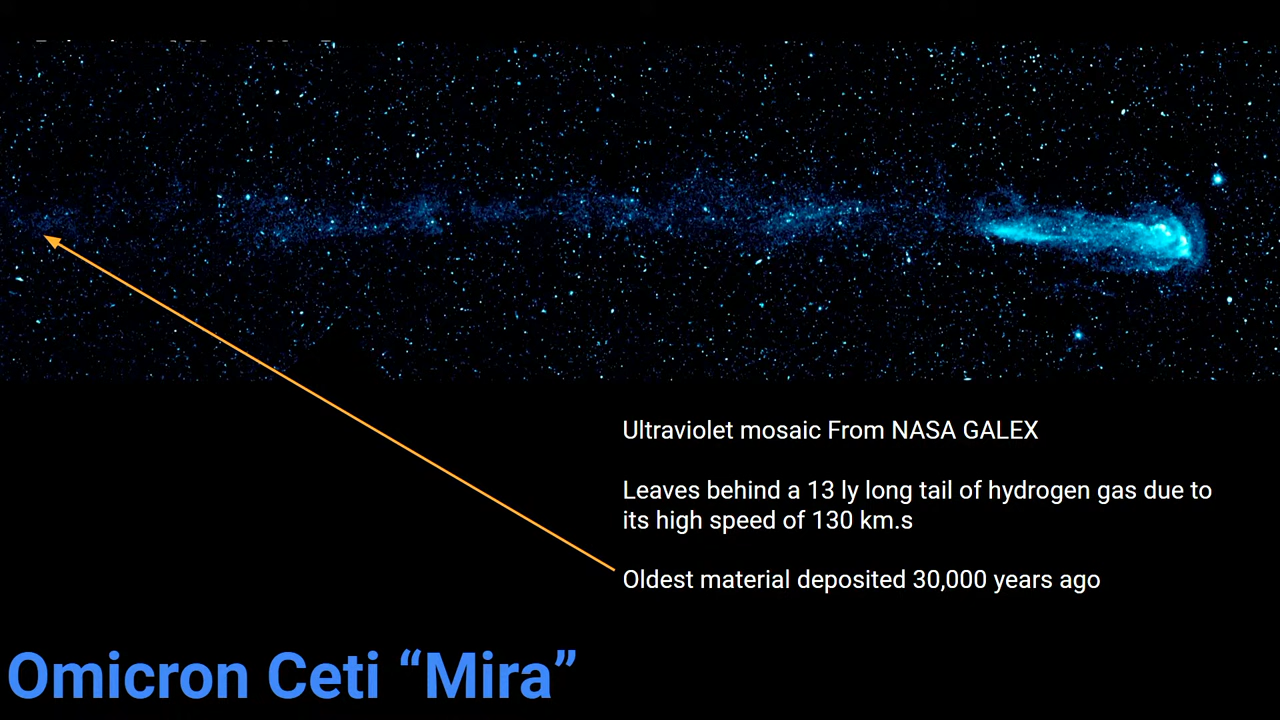 Ultraviolet mosaic From NASA GALEX
Leaves behind a 13 ly long tail of hydrogen gas due to
its high speed of 130 km.s
Oldest material deposited 30,000 years ago
Omicron Ceti “Mira”